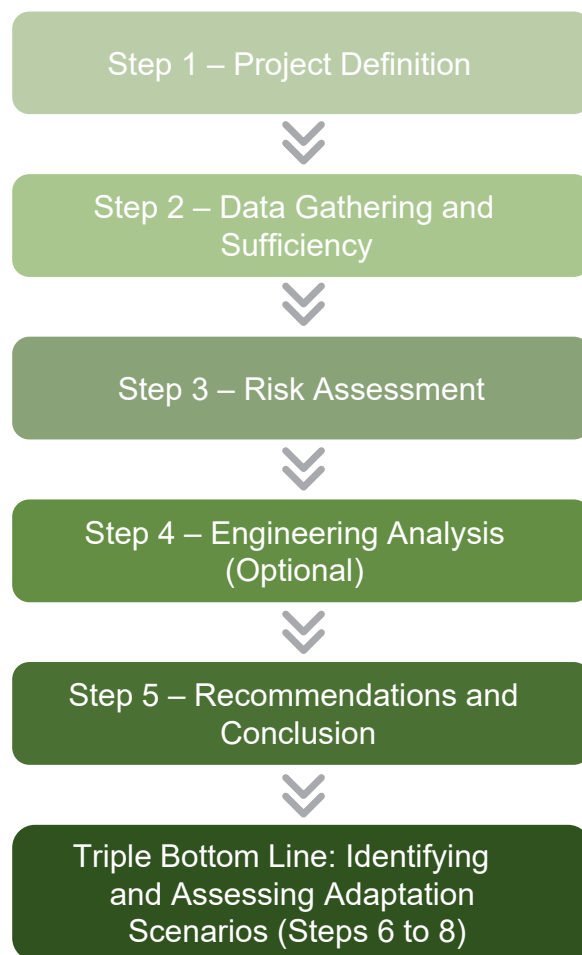 Step 1 – Project Definition
Step 2 – Data Gathering and
Sufficiency
Step 3 – Risk Assessment
Step 4 – Engineering Analysis
(Optional)
Step 5 – Recommendations and
Conclusion
Triple Bottom Line: Identifying
and Assessing Adaptation
Scenarios (Steps 6 to 8)